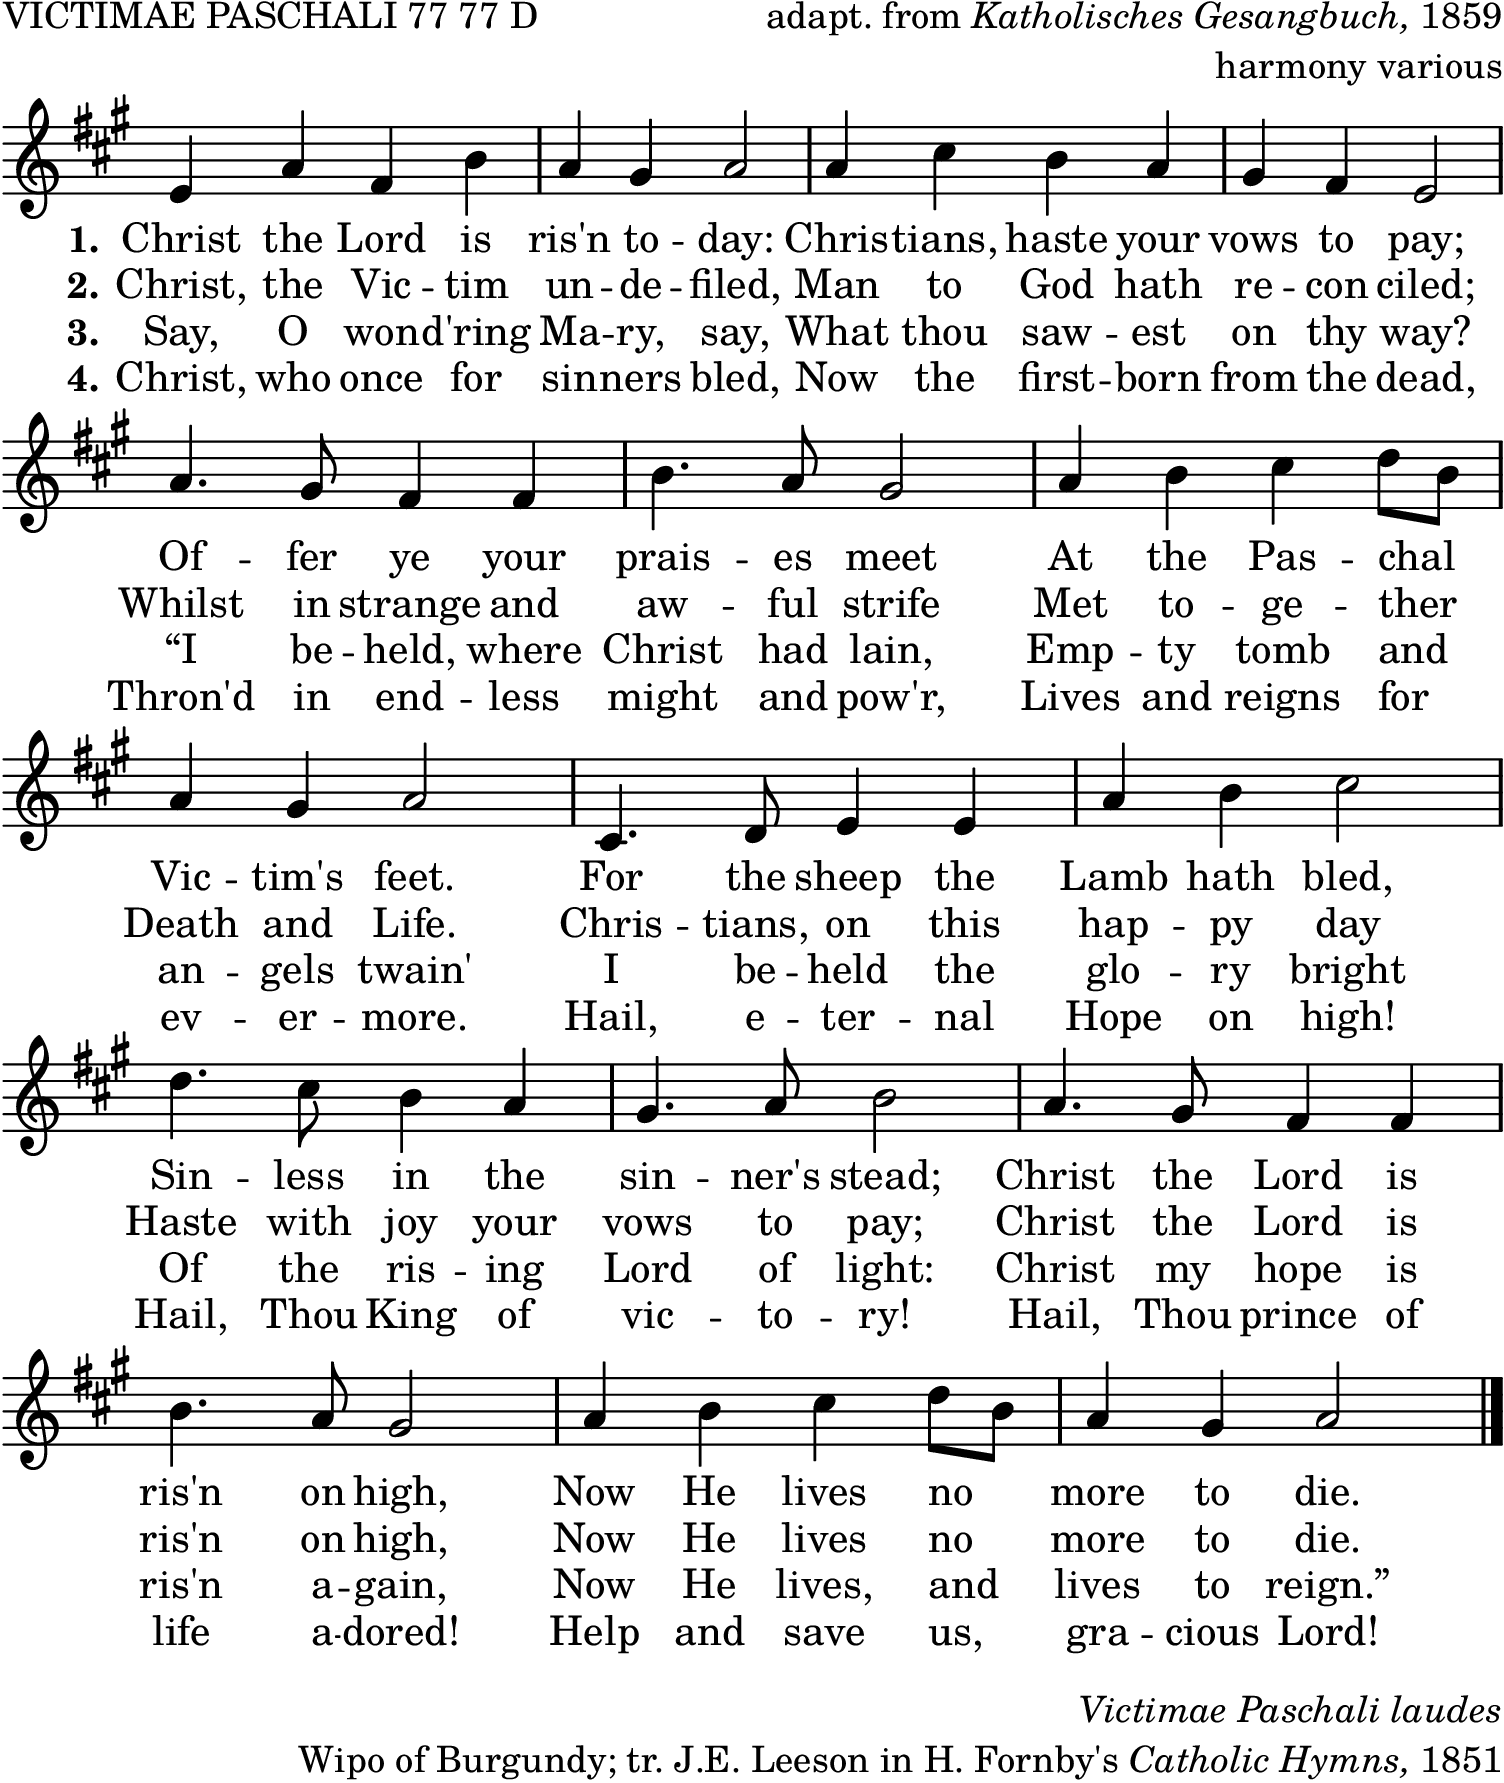 VICTIMAE PASCHALI 77 77 D adapt. from Katholisches Gesangbuch, 1859
harmony various
1. Christ the Lord is ris'n to -- day: Christians, haste your vows to pay;
2. Christ, the Vic -- tim un -- de -- filed, Man to God hath re -- con ciled;
3. Say, O wond'ring Ma -- ry, say, What thou saw -- est on thy way?
4. Christ, who once for sinners bled, Now the first -- born from the dead,
Of -- fer ye your prais -- es meet At the Pas -- chal
Whilst in strange and aw -- ful strife Met to -- ge -- ther
“I be -- held, where Christ had lain, Emp -- ty tomb and
Thron'd in end -- less might and pow'r, Lives and reigns for
Vic -- tim's feet. For the sheep the Lamb hath bled,
Death and Life. Chris -- tians, on this hap -- py day
an -- gels twain' I be -- held the glo -- ry bright
ev -- er -- more. Hail, e -- ter -- nal Hope on high!
Sin -- less in the sin -- ner's stead; Christ the Lord is
Haste with joy your vows to pay; Christ the Lord is
Of the ris -- ing Lord of light: Christ my hope is
Hail, Thou King of vic -- to -- ry! Hail, Thou prince of
ris'n on high, Now He lives no more to die.
ris'n on high, Now He lives no more to die.
ris'n a -- gain, Now He lives, and lives to reign.”
life a -- dored! Help and save us, gra -- cious Lord!
Victimae Paschali laudes
Wipo of Burgundy; tr. J.E. Leeson in H. Fornby's Catholic Hymns, 1851